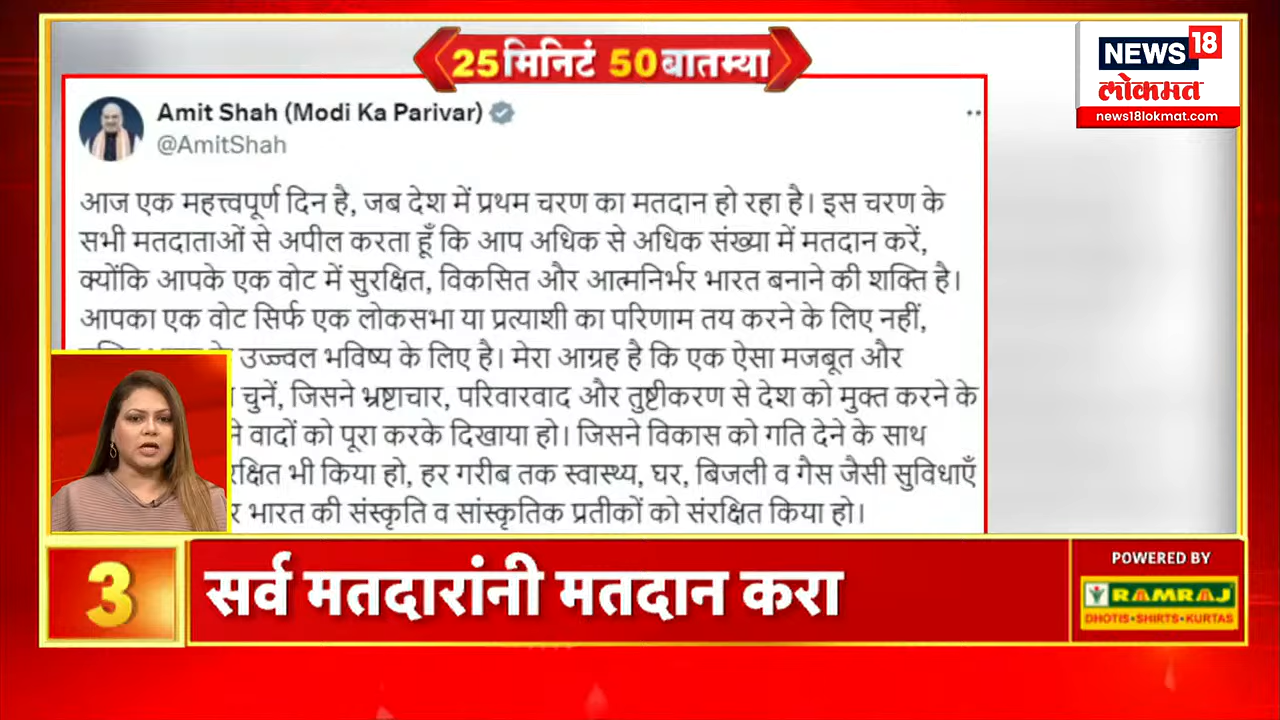 25 मिनिटं 50 बातम्या
NEWS 18
लोकमत
news18lokmat.com
Amit Shah (Modi Ka Parivar)
@AmitShah
आज एक महत्त्वपूर्ण दिन है, जब देश में प्रथम चरण का मतदान हो रहा है। इस चरण के
सभी मतदाताओं से अपील करता हूँ कि आप अधिक से अधिक संख्या में मतदान करें,
क्योंकि आपके एक वोट में सुरक्षित, विकसित और आत्मनिर्भर भारत बनाने की शक्ति है।
आपका एक वोट सिर्फ एक लोकसभा या प्रत्याशी का परिणाम तय करने के लिए नहीं,
उज्ज्वल भविष्य के लिए है। मेरा आग्रह है कि एक ऐसा मजबूत और
चुनें, जिसने भ्रष्टाचार, परिवारवाद और तुष्टीकरण से देश को मुक्त करने के
वादों को पूरा करके दिखाया हो। जिसने विकास को गति देने के साथ
भी किया हो, हर गरीब तक स्वास्थ्य, घर, बिजली व गैस जैसी सुविधाएँ
भारत की संस्कृति व सांस्कृतिक प्रतीकों को संरक्षित किया हो।
3
सर्व मतदारांनी मतदान करा
POWERED BY
RAMRAJ
DHOTIS•SHIRTS•KURTAS